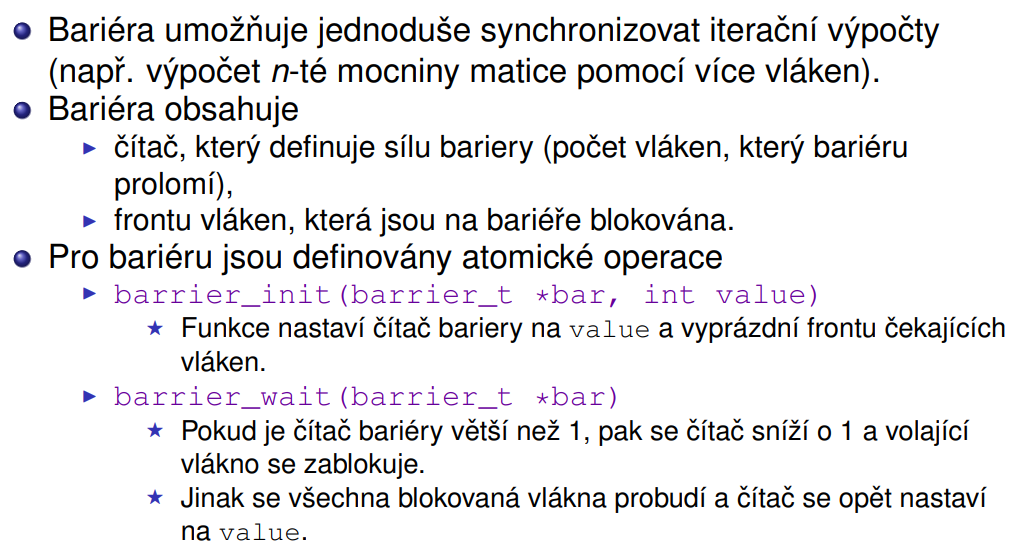 Bariéra umožňuje jednoduše synchronizovat iterační výpočty
(např. výpočet n-té mocniny matice pomocí více vláken).
Bariéra obsahuje
čítač, který definuje sílu bariery (počet vláken, který bariéru
prolomí),
frontu vláken, která jsou na bariéře blokována.
Pro bariéru jsou definovány atomické operace
barrier_init(barrier_t *bar, int value)
Funkce nastaví čítač bariery na value a vyprázdní frontu čekajících
vláken.
barrier_wait(barrier_t *bar)
Pokud je čítač bariéry větší než 1, pak se čítač sníží o 1 a volající
vlákno se zablokuje.
Jinak se všechna blokovaná vlákna probudí a čítač se opět nastaví
na value.